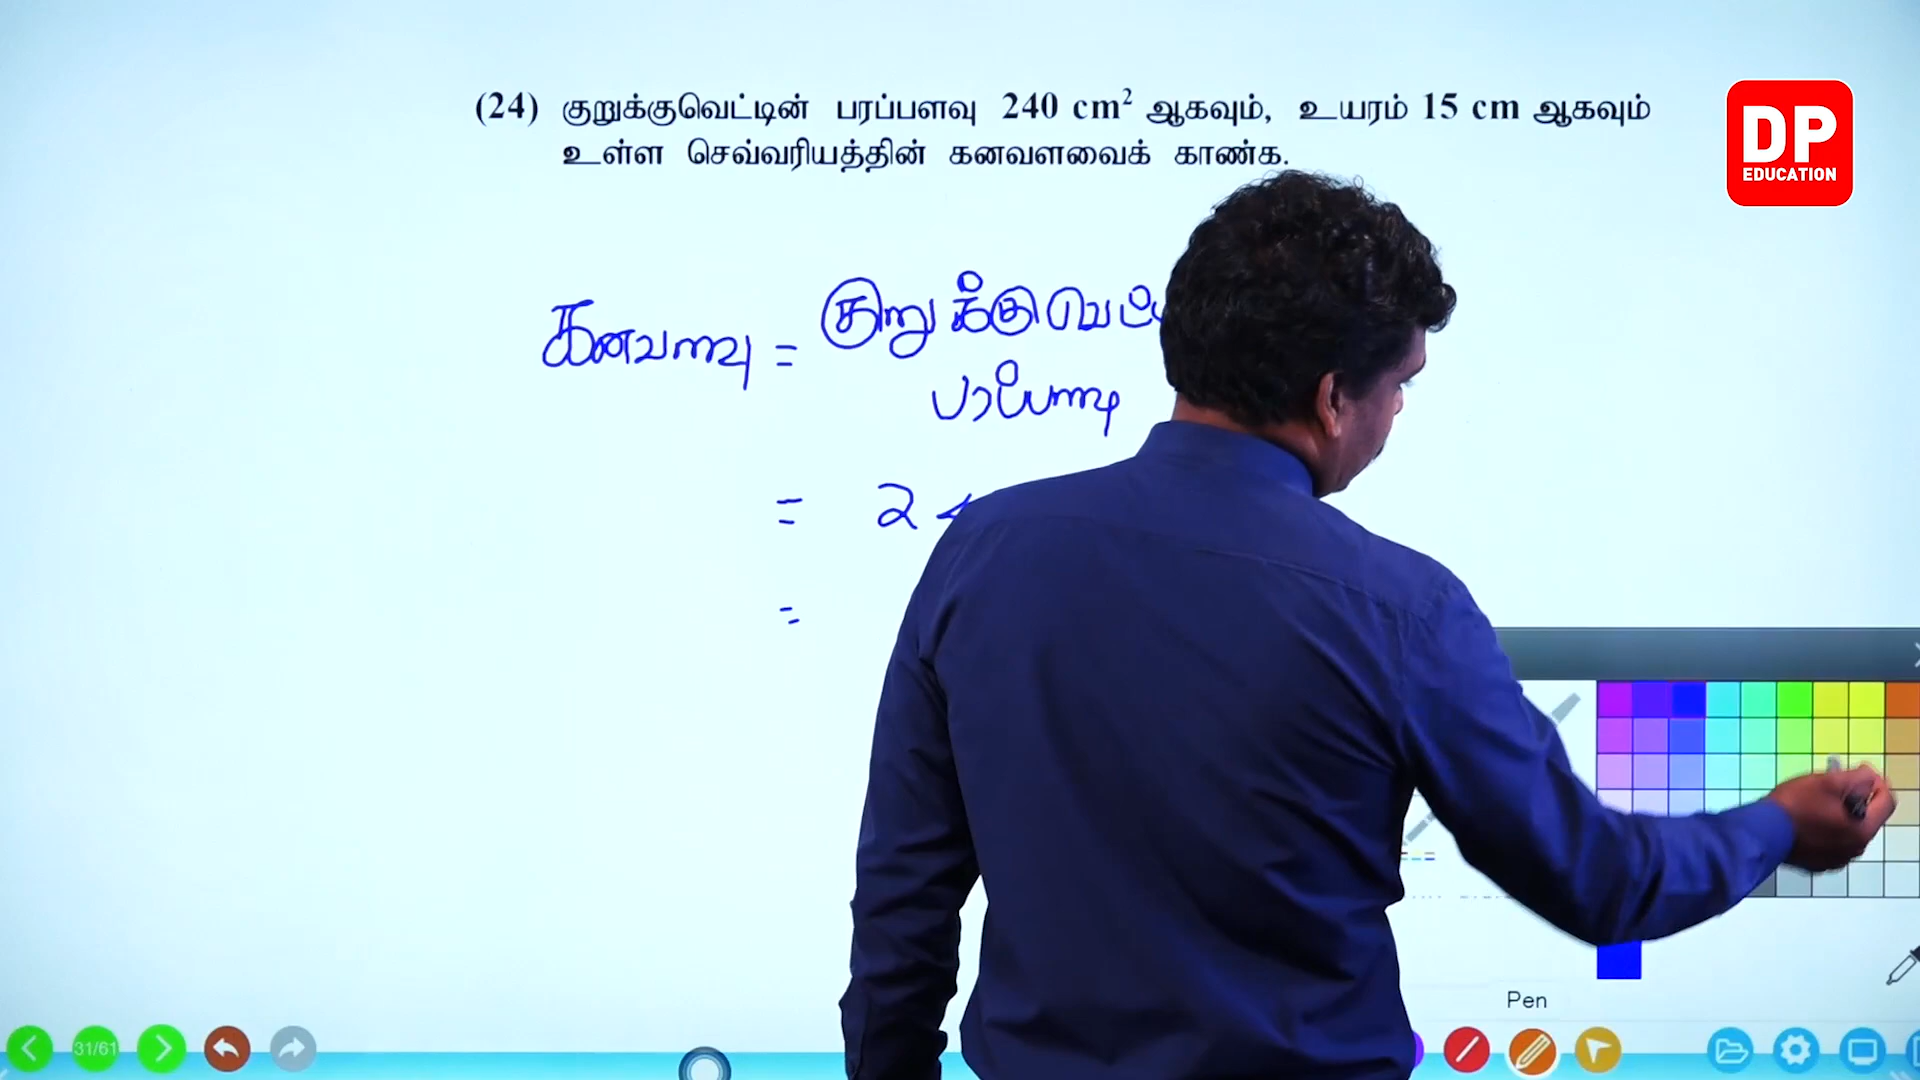 (24) குறுக்குவெட்டின் பரப்பளவு 240 cm² ஆகவும், உயரம் 15 cm ஆகவும்
உள்ள செவ்வரியத்தின் கனவளவைக் காண்க.
DP
EDUCATION
கனவளவு = குறுக்குவெட்
பரப்பளவு
= 24
=
Pen
31/61